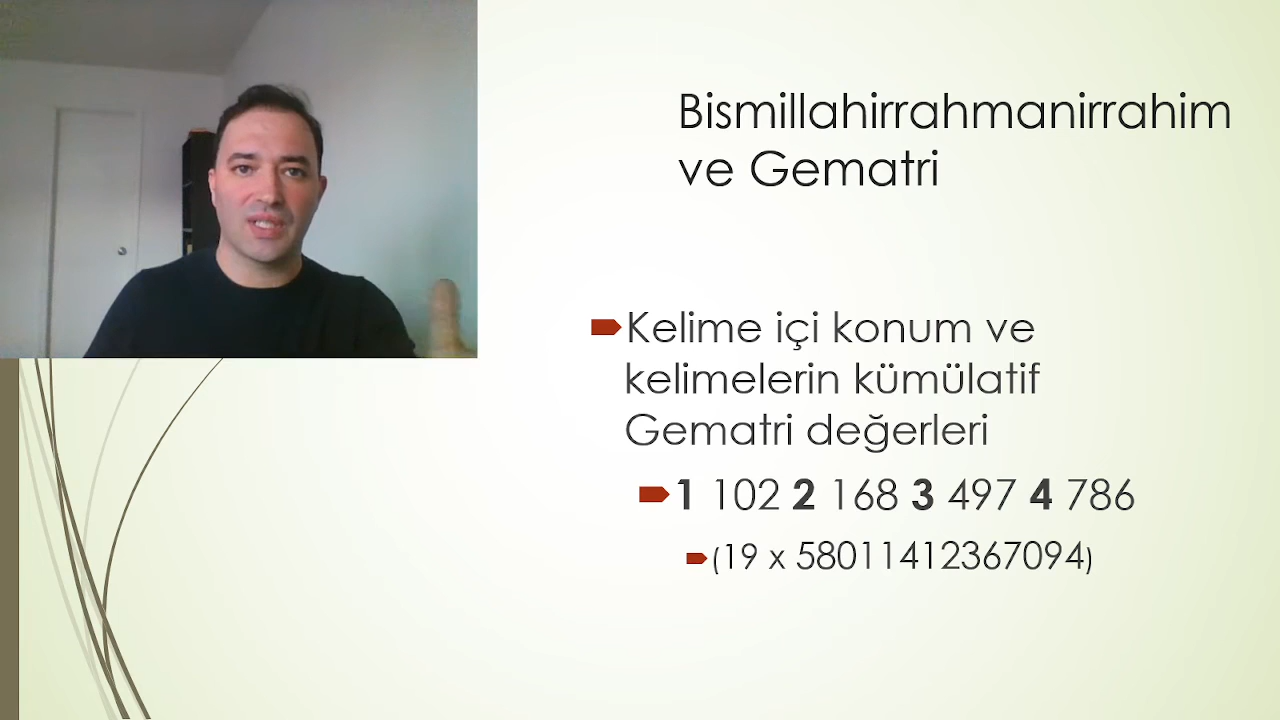 Bismillahirrahmanirrahim
ve Gematri
Kelime içi konum ve
kelimelerin kümülatif
Gematri değerleri
1 102 2 168 3 497 4 786
(19 x 58011412367094)